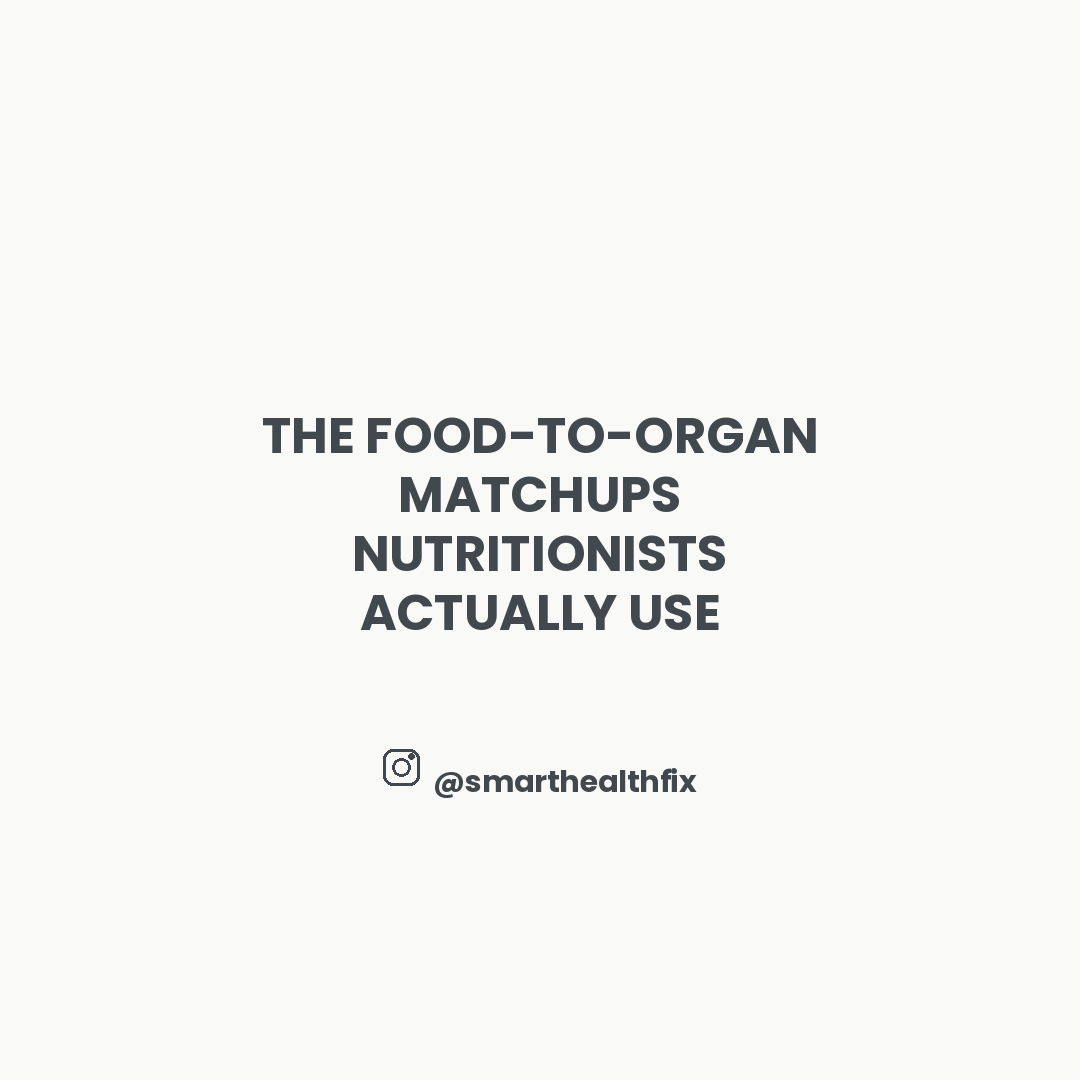 THE FOOD-TO-ORGAN
MATCHUPS
NUTRITIONISTS
ACTUALLY USE
@smarthealthfix